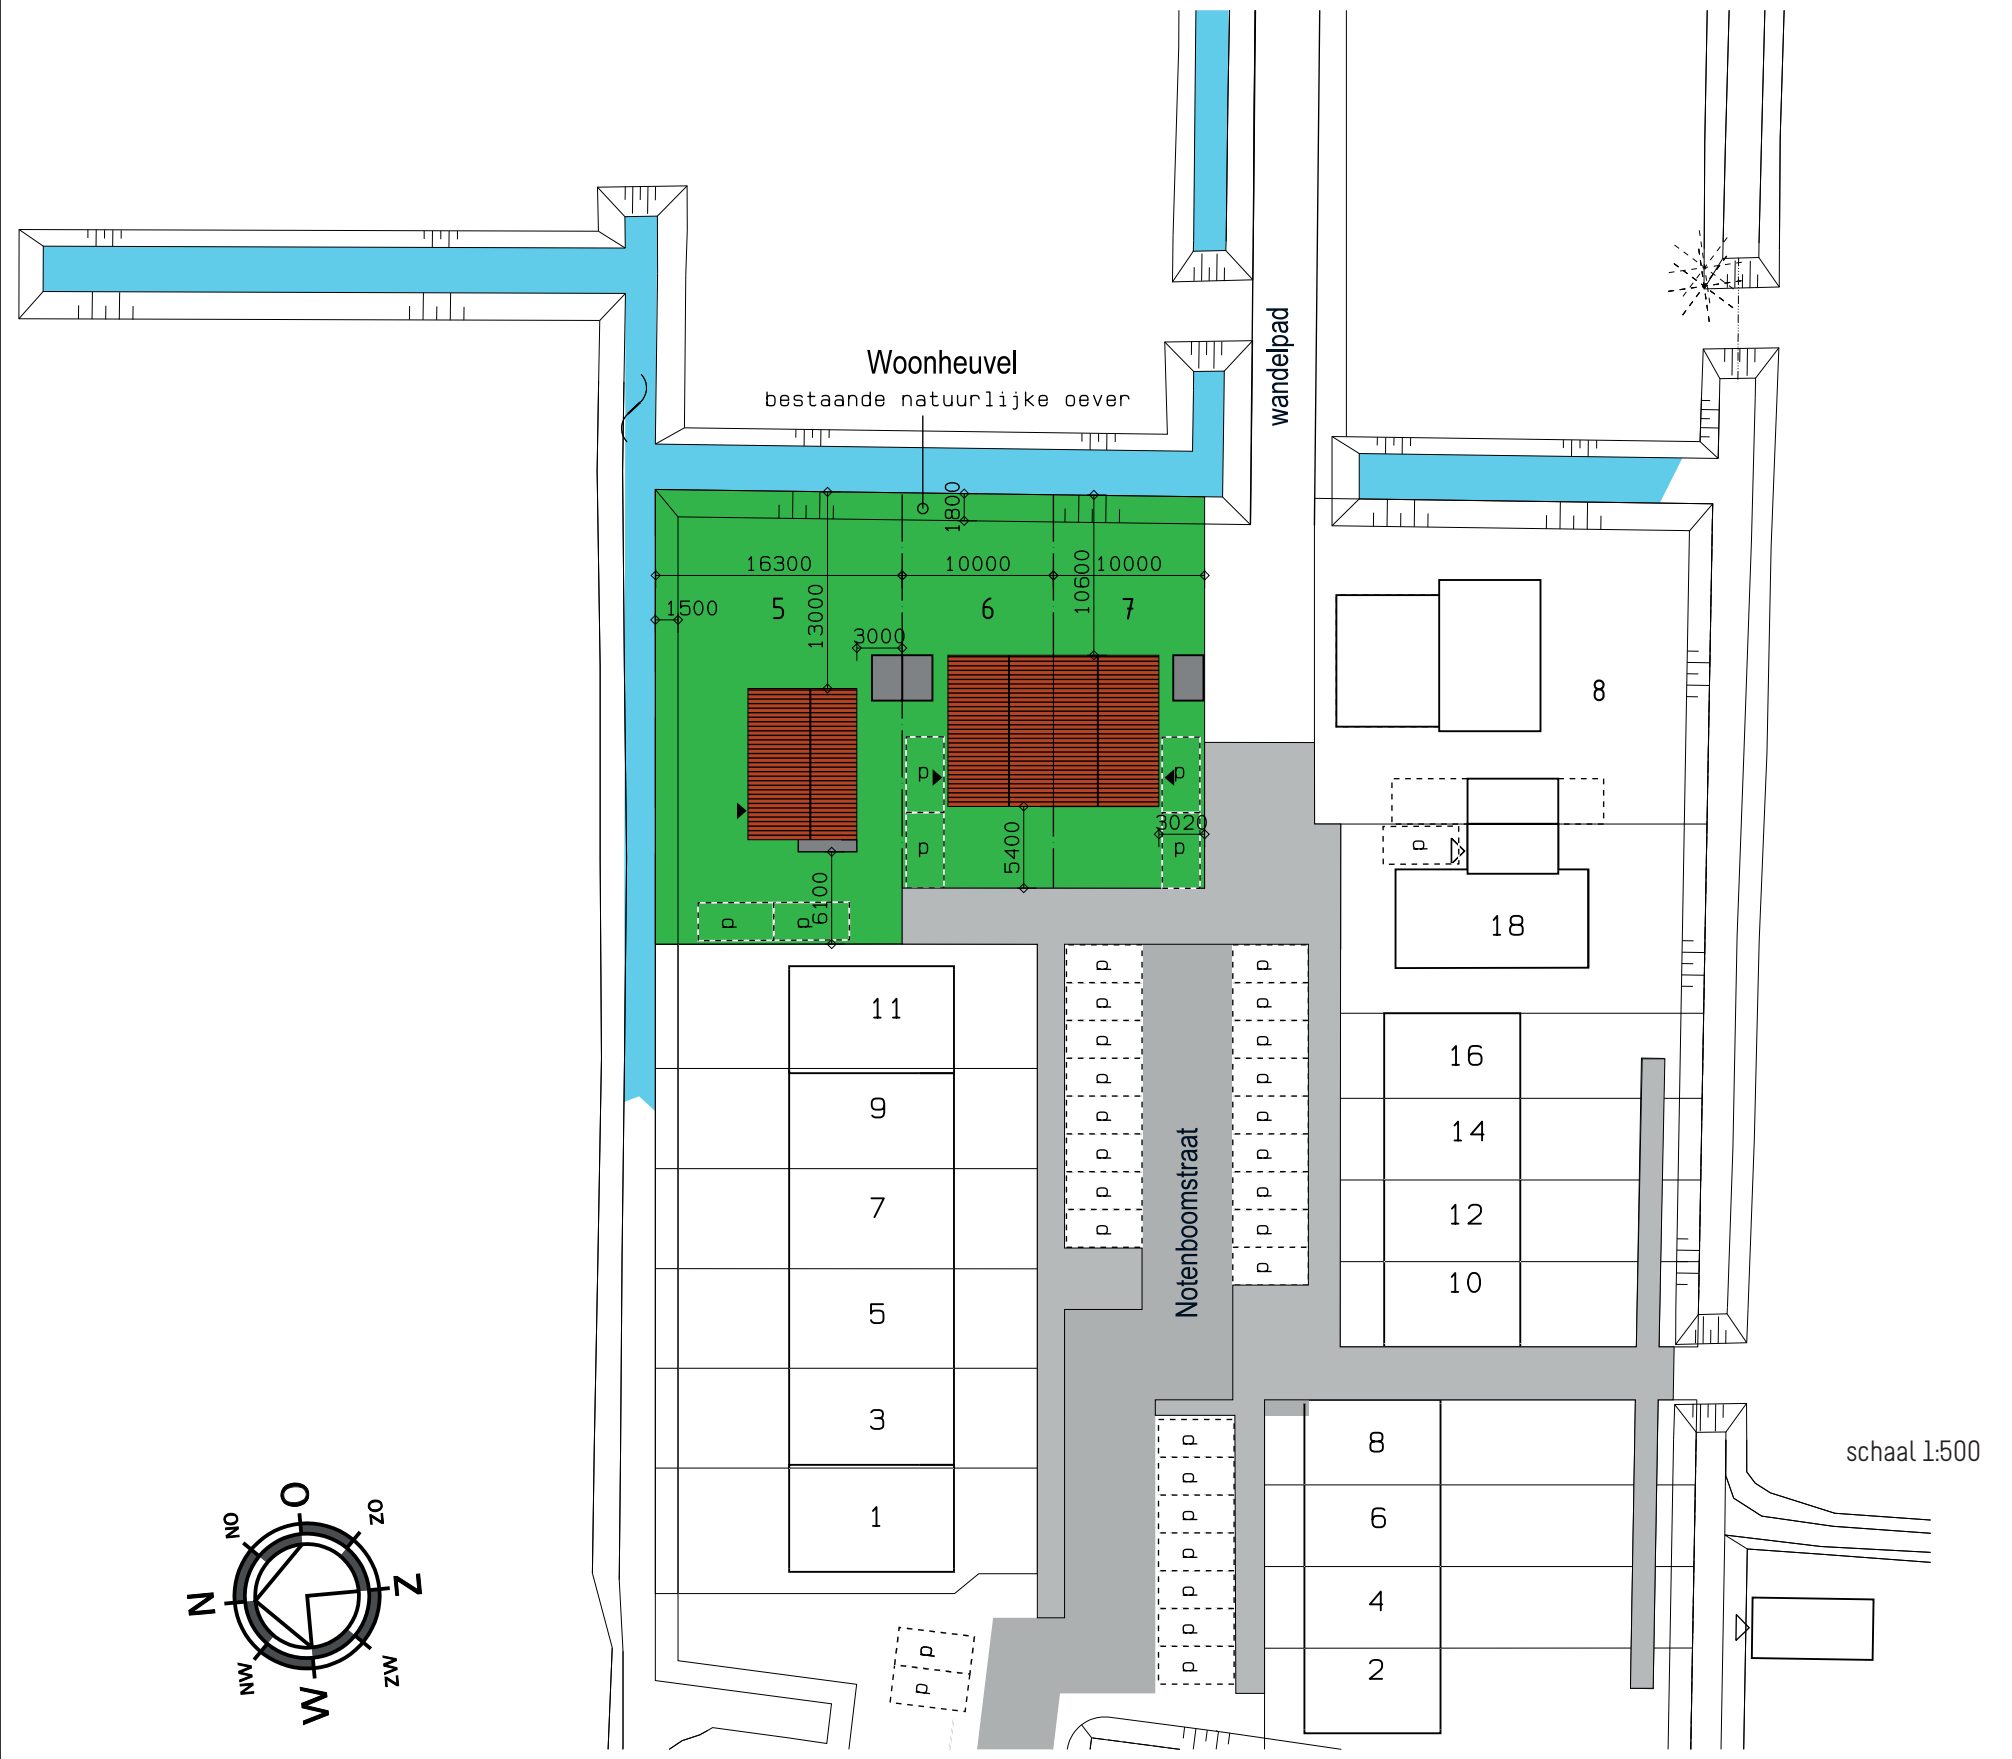 Woonheuvel
bestaande natuurlijke oever
wandelpad
1800
16300
10000
10000
10600
1500
5
13000
6
7
3000
8
p
p
3020
5400
p
p
p
6100
p
p
18
11
9
7
5
3
1
p
p
p
p
p
p
p
p
Notenboomstraat
p
p
p
p
p
p
p
p
p
16
14
12
10
p
p
p
p
p
p
p
8
6
4
2
p
p
schaal 1:500
O
ZO
Z
ZW
W
NW
N
NO